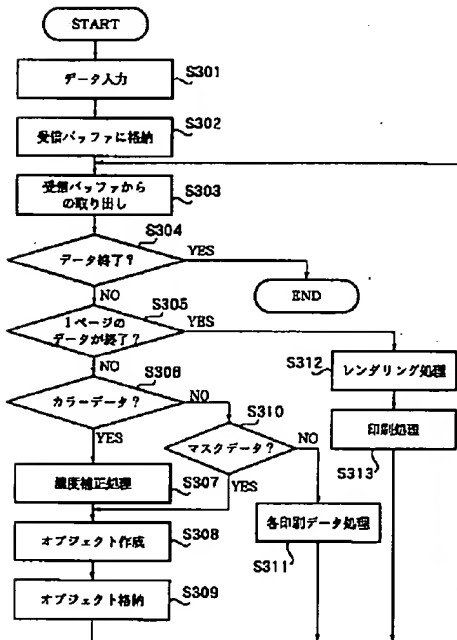 START
データ入力
S301
受信バッファに格納
S302
受信バッファから
の取り出し
S303
データ終了?
S304
YES
NO
END
1ページの
データが終了?
S305
YES
NO
レンダリング処理
S312
カラーデータ?
S306
NO
YES
印刷処理
S313
マスクデータ?
S310
NO
YES
濃度補正処理
S307
各印刷データ処理
S311
オブジェクト作成
S308
オブジェクト格納
S309